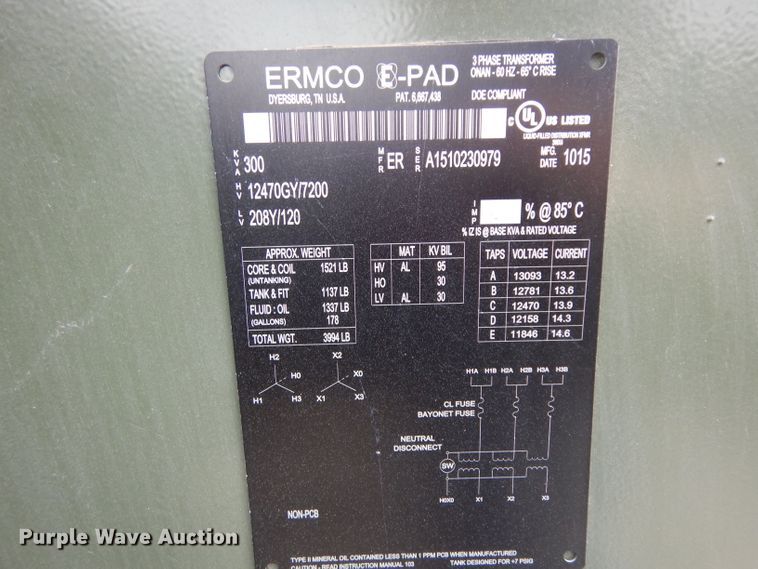 ERMCO E-PAD
DYERSBURG, TN U.S.A. PAT. 6,667,438
3 PHASE TRANSFORMER
ONAN - 60 HZ - 65° C RISE
DOE COMPLIANT
C UL US LISTED
LIQUID-FILLED DISTRIBUTION XFMR
KVA 300 MFR ER SER A1510230979 MFG. DATE 1015
HV 12470GY/7200
LV 208Y/120
IMP % @ 85° C
% IZ IS @ BASE KVA & RATED VOLTAGE
APPROX. WEIGHT
CORE & COIL 1521 LB
(UNTANKING)
TANK & FIT 1137 LB
FLUID : OIL 1337 LB
(GALLONS) 178
TOTAL WGT. 3994 LB
MAT KV BIL
HV AL 95
HO 30
LV AL 30
TAPS VOLTAGE CURRENT
A 13093 13.2
B 12781 13.6
C 12470 13.9
D 12158 14.3
E 11846 14.6
H2 X2
H0 X0
H1 H3 X1 X3
H1A H1B H2A H2B H3A H3B
CL FUSE
BAYONET FUSE
NEUTRAL
DISCONNECT
SW
H0X0 X1 X2 X3
NON-PCB
TYPE II MINERAL OIL CONTAINED LESS THAN 1 PPM PCB WHEN MANUFACTURED
CAUTION - READ INSTRUCTION MANUAL 103 TANK DESIGNED FOR +7 PSIG
Purple Wave Auction